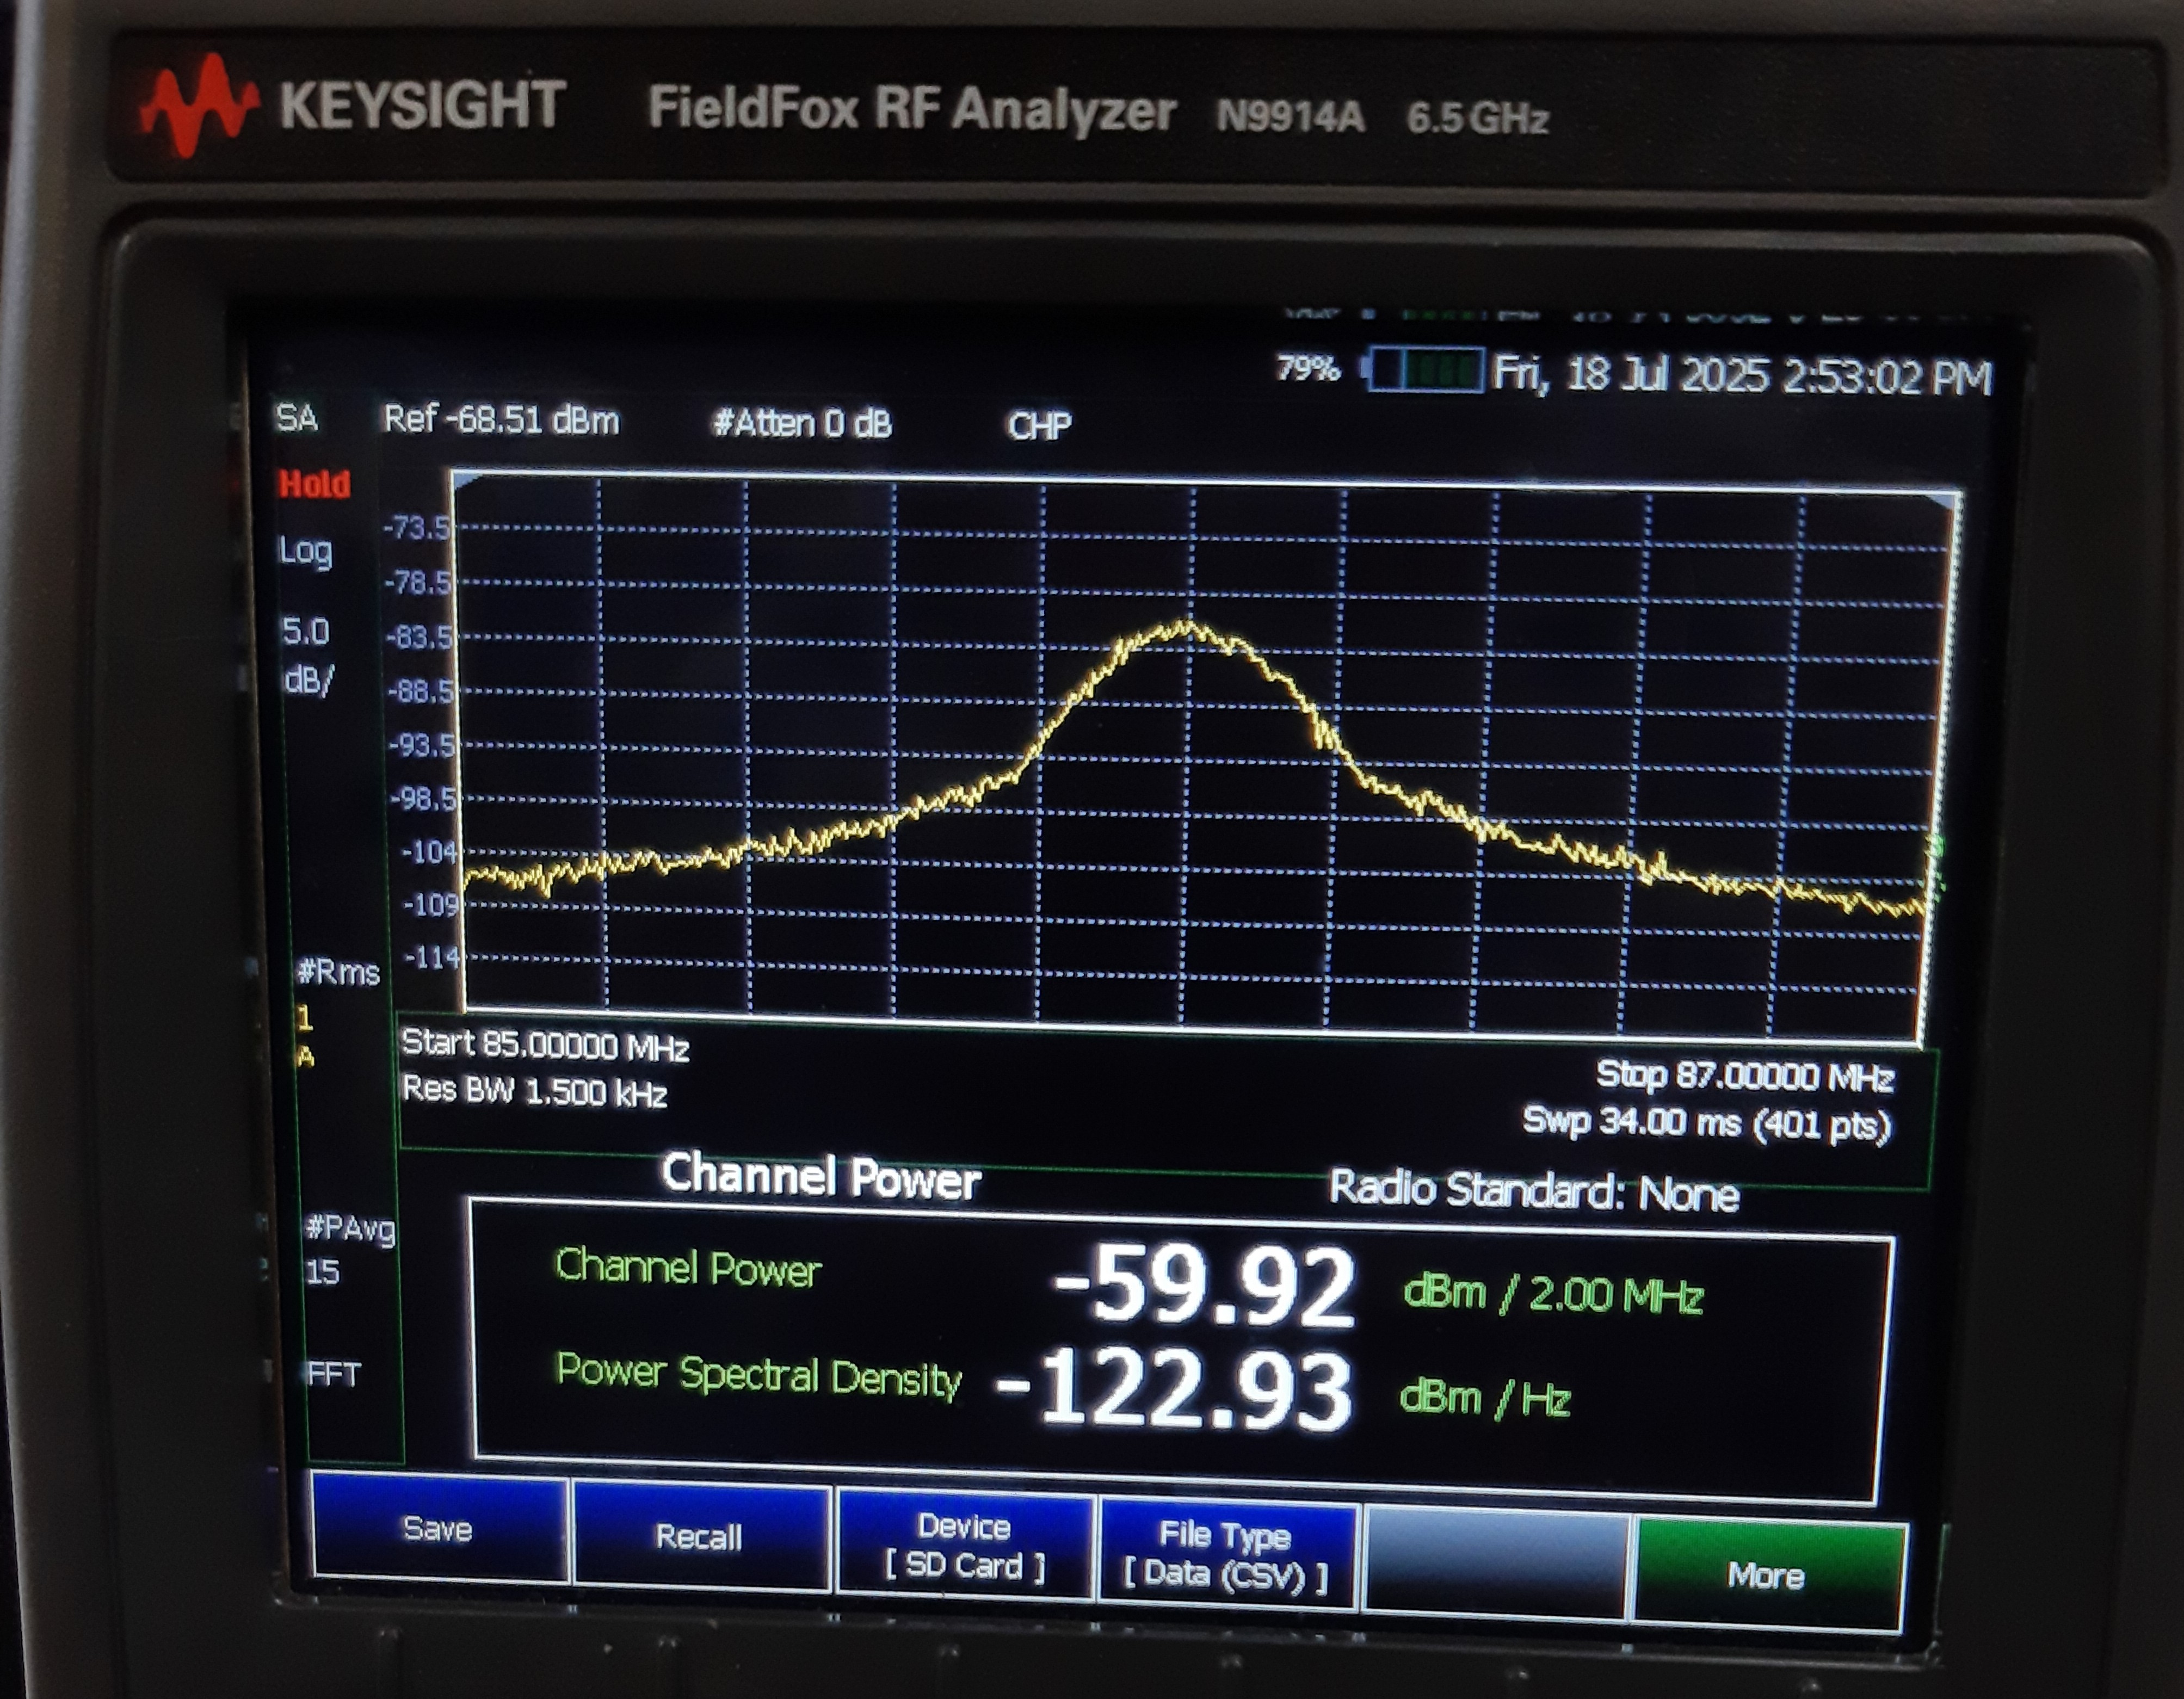 KEYSIGHT FieldFox RF Analyzer N9914A 6.5 GHz
79% Fri, 18 Jul 2025 2:53:02 PM
SA Ref -68.51 dBm #Atten 0 dB CHP
Hold
Log
5.0
dB/
-73.5
-78.5
-83.5
-88.5
-93.5
-98.5
-104
-109
-114
#Rms
1
A
Start 85.00000 MHz
Stop 87.00000 MHz
Res BW 1.500 kHz
Swp 34.00 ms (401 pts)
Channel Power Radio Standard: None
#PAvg
15
FFT
Channel Power -59.92 dBm / 2.00 MHz
Power Spectral Density -122.93 dBm / Hz
Save
Recall
Device
[ SD Card ]
File Type
[ Data (CSV) ]
More